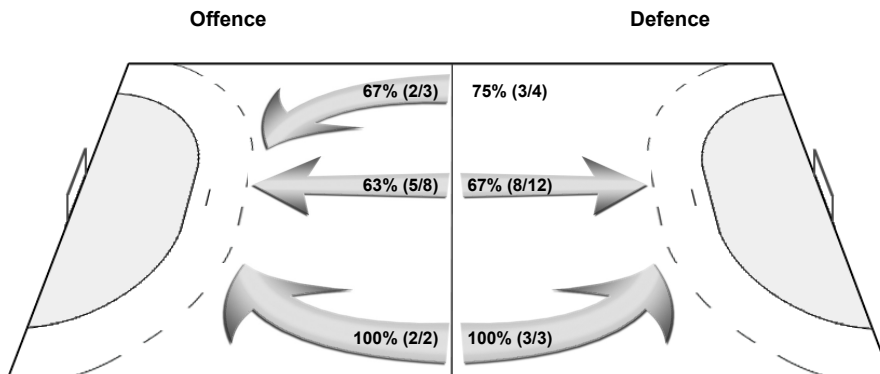 Offence Defence
67% (2/3) 75% (3/4)
63% (5/8) 67% (8/12)
100% (2/2) 100% (3/3)